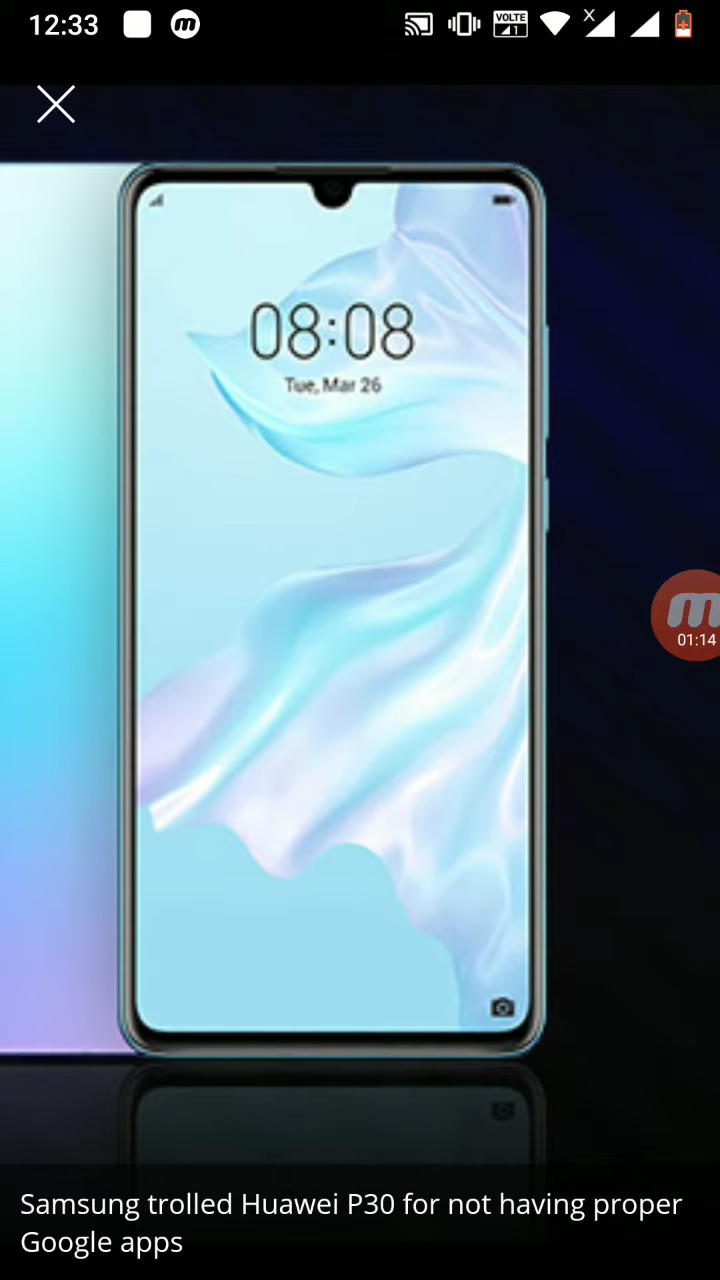 12:33
m
VOLTE
1
X
08:08
Tue, Mar 26
m
01:14
Samsung trolled Huawei P30 for not having proper
Google apps